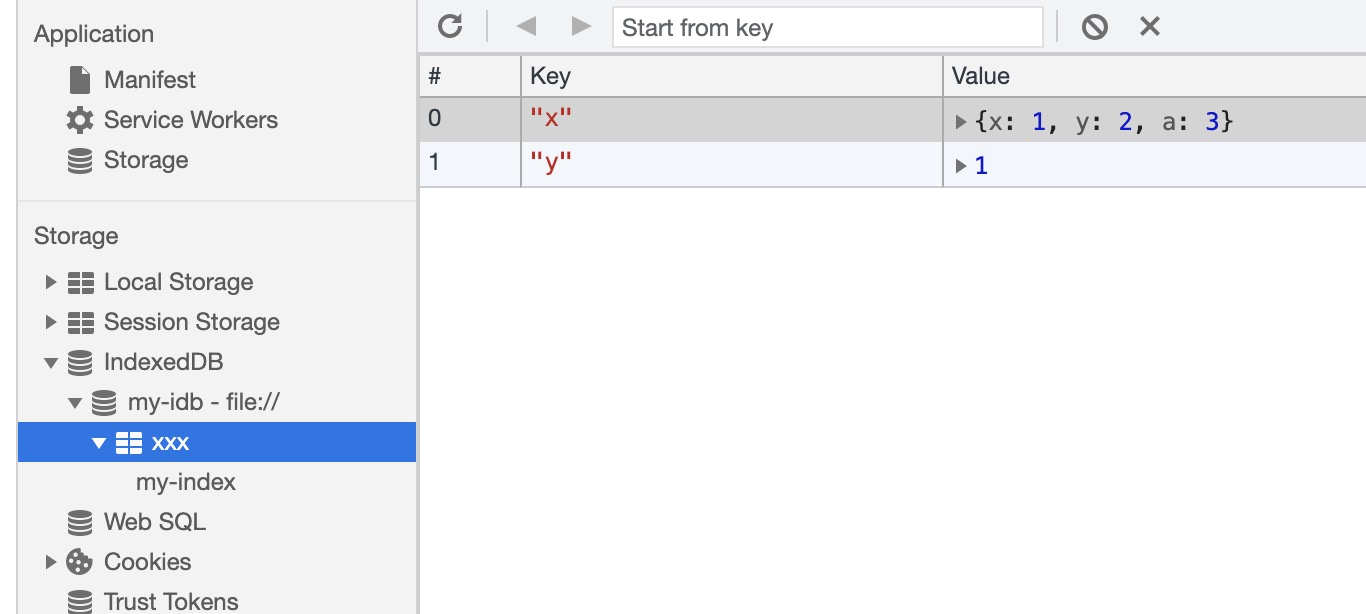 Application
Manifest
Service Workers
Storage
Storage
Local Storage
Session Storage
IndexedDB
my-idb - file://
xxx
my-index
Web SQL
Cookies
Trust Tokens
Start from key
# Key Value
0 "x" {x: 1, y: 2, a: 3}
1 "y" 1